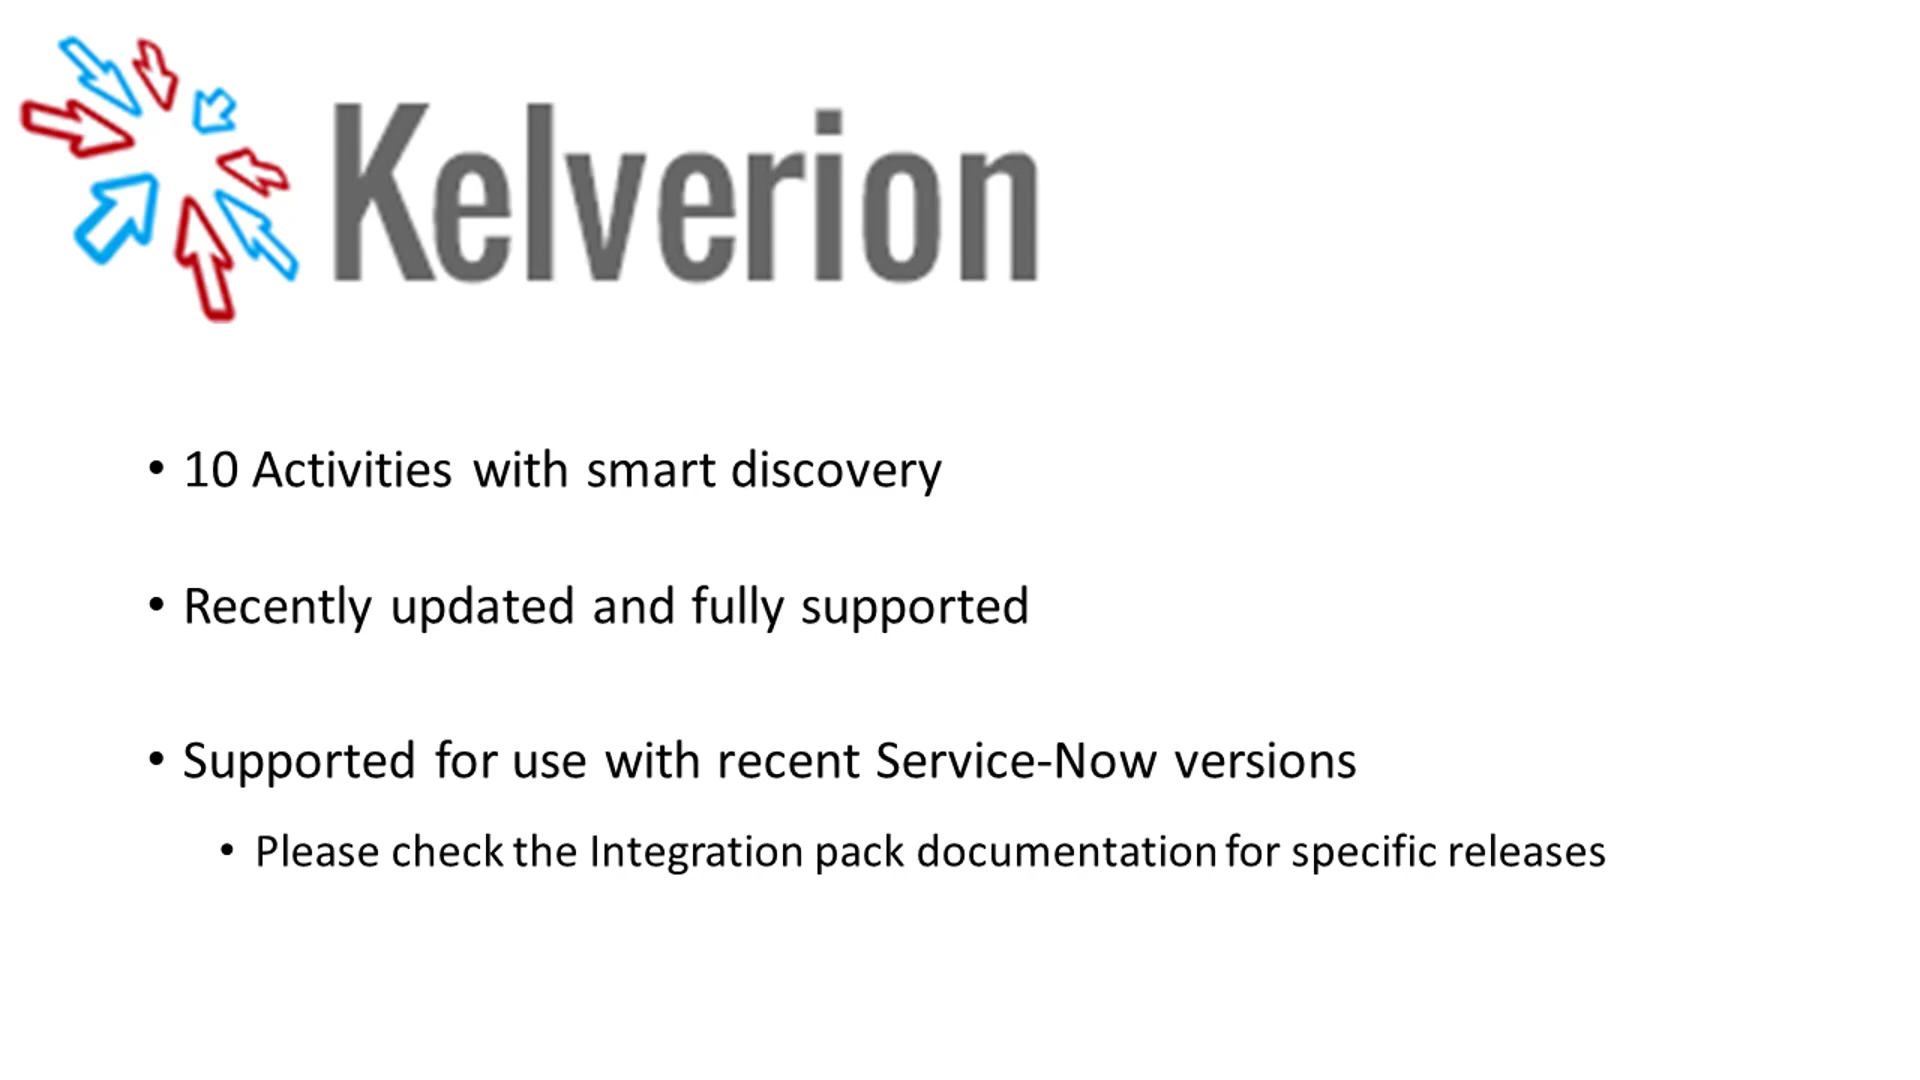 Kelverion
• 10 Activities with smart discovery
• Recently updated and fully supported
• Supported for use with recent Service-Now versions
• Please check the Integration pack documentation for specific releases